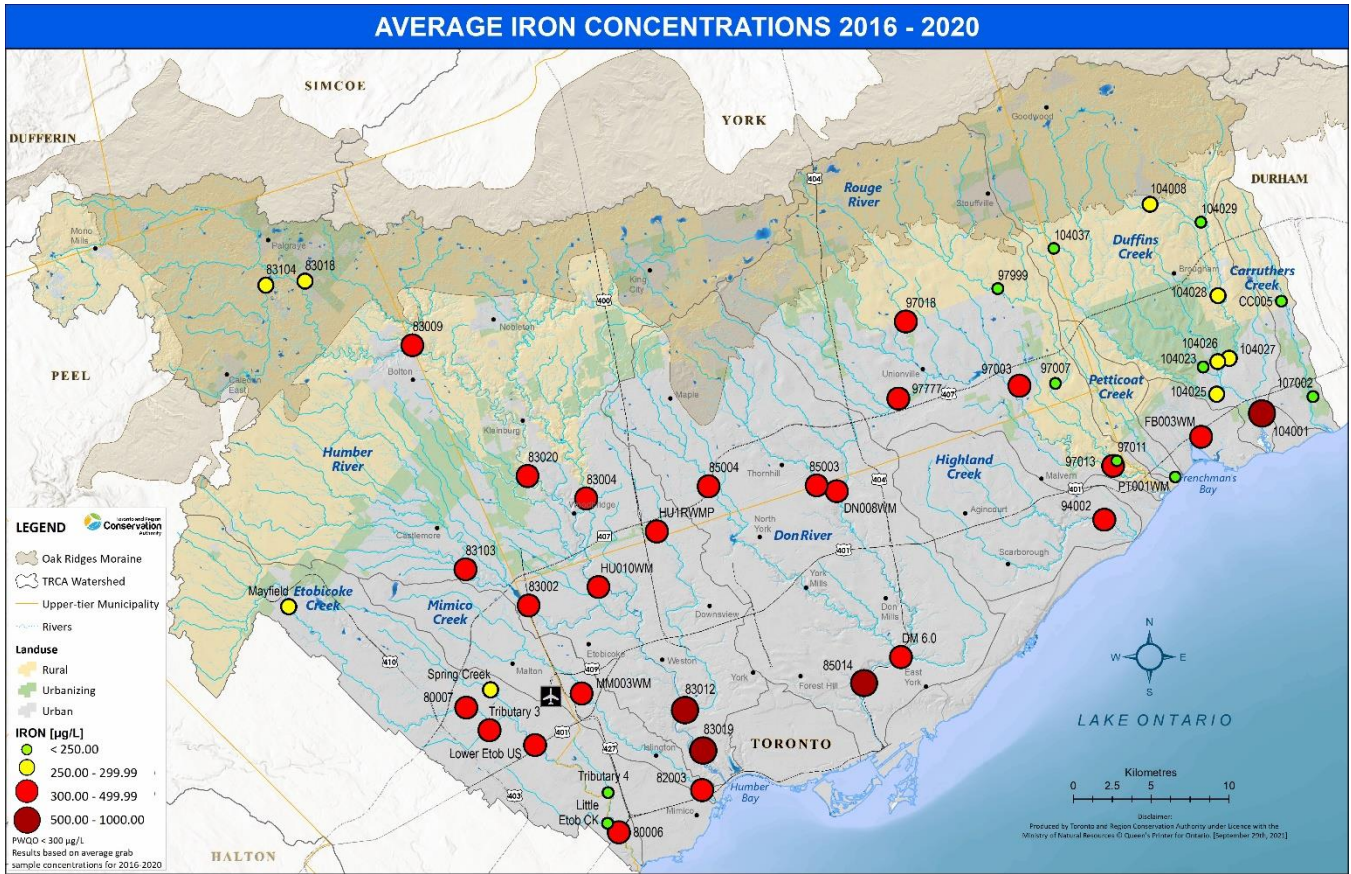 AVERAGE IRON CONCENTRATIONS 2016 - 2020
SIMCOE
DUFFERIN
YORK
Goodwood
404
Rouge
River
Stouffville
DURHAM
104008
104029
Mono
Mills
Palgrave
83104
83018
104037
Duffins
Creek
Brougham
Carruthers
Creek
CC005
104028
King
City
97999
400
97018
83009
Nobleton
Bolton
PEEL
Caledon
East
Unionville
97777
407
97003
97007
Petticoat
Creek
104026
104023
104027
104025
107002
Maple
Kleinburg
FB003WM
104001
Humber
River
83020
83004
Woodbridge
85004
Thornhill
85003
404
DN008WM
Highland
Creek
Malvern
97011
97013
401
PT001WM
Frenchman's
Bay
94002
HU1RWMP
407
North
York
Don River
401
Agincourt
Scarborough
Castlemore
83103
HU010WM
83002
Mayfield
Etobicoke
Creek
Mimico
Creek
York
Mills
Downsview
Don
Mills
410
Malton
Etobicoke
409
Weston
York
Forest Hill
DM 6.0
East
York
85014
Spring Creek
80007
Tributary 3
Lower Etob US
MM003WM
83012
401
427
83019
Islington
TORONTO
82003
Tributary 4
Little
Etob CK
80006
403
Mimico
Humber
Bay
HALTON
LAKE ONTARIO
N
W
E
S
Kilometres
0 2.5 5 10
Disclaimer:
Produced by Toronto and Region Conservation Authority under Licence with the
Ministry of Natural Resources © Queen's Printer for Ontario. [September 29th, 2021]
LEGEND
Toronto and Region
Conservation
Authority
Oak Ridges Moraine
TRCA Watershed
Upper-tier Municipality
Rivers
Landuse
Rural
Urbanizing
Urban
IRON [µg/L]
< 250.00
250.00 - 299.99
300.00 - 499.99
500.00 - 1000.00
PWQO < 300 µg/L
Results based on average grab
sample concentrations for 2016-2020